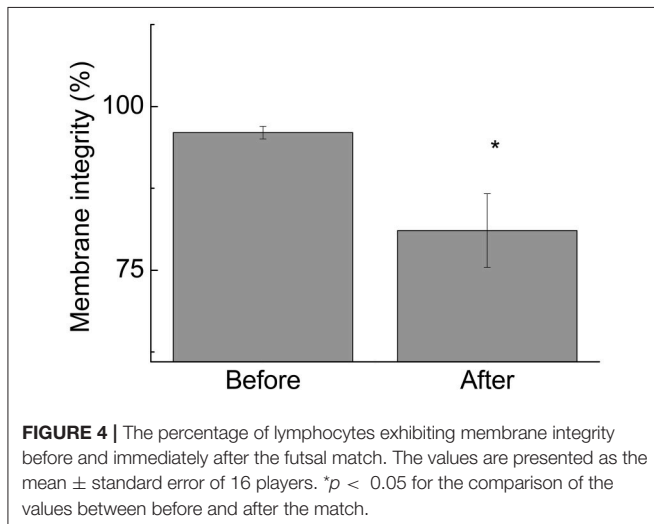 Membrane integrity (%)
100
75
*
Before After
FIGURE 4 | The percentage of lymphocytes exhibiting membrane integrity
before and immediately after the futsal match. The values are presented as the
mean ± standard error of 16 players. *p < 0.05 for the comparison of the
values between before and after the match.